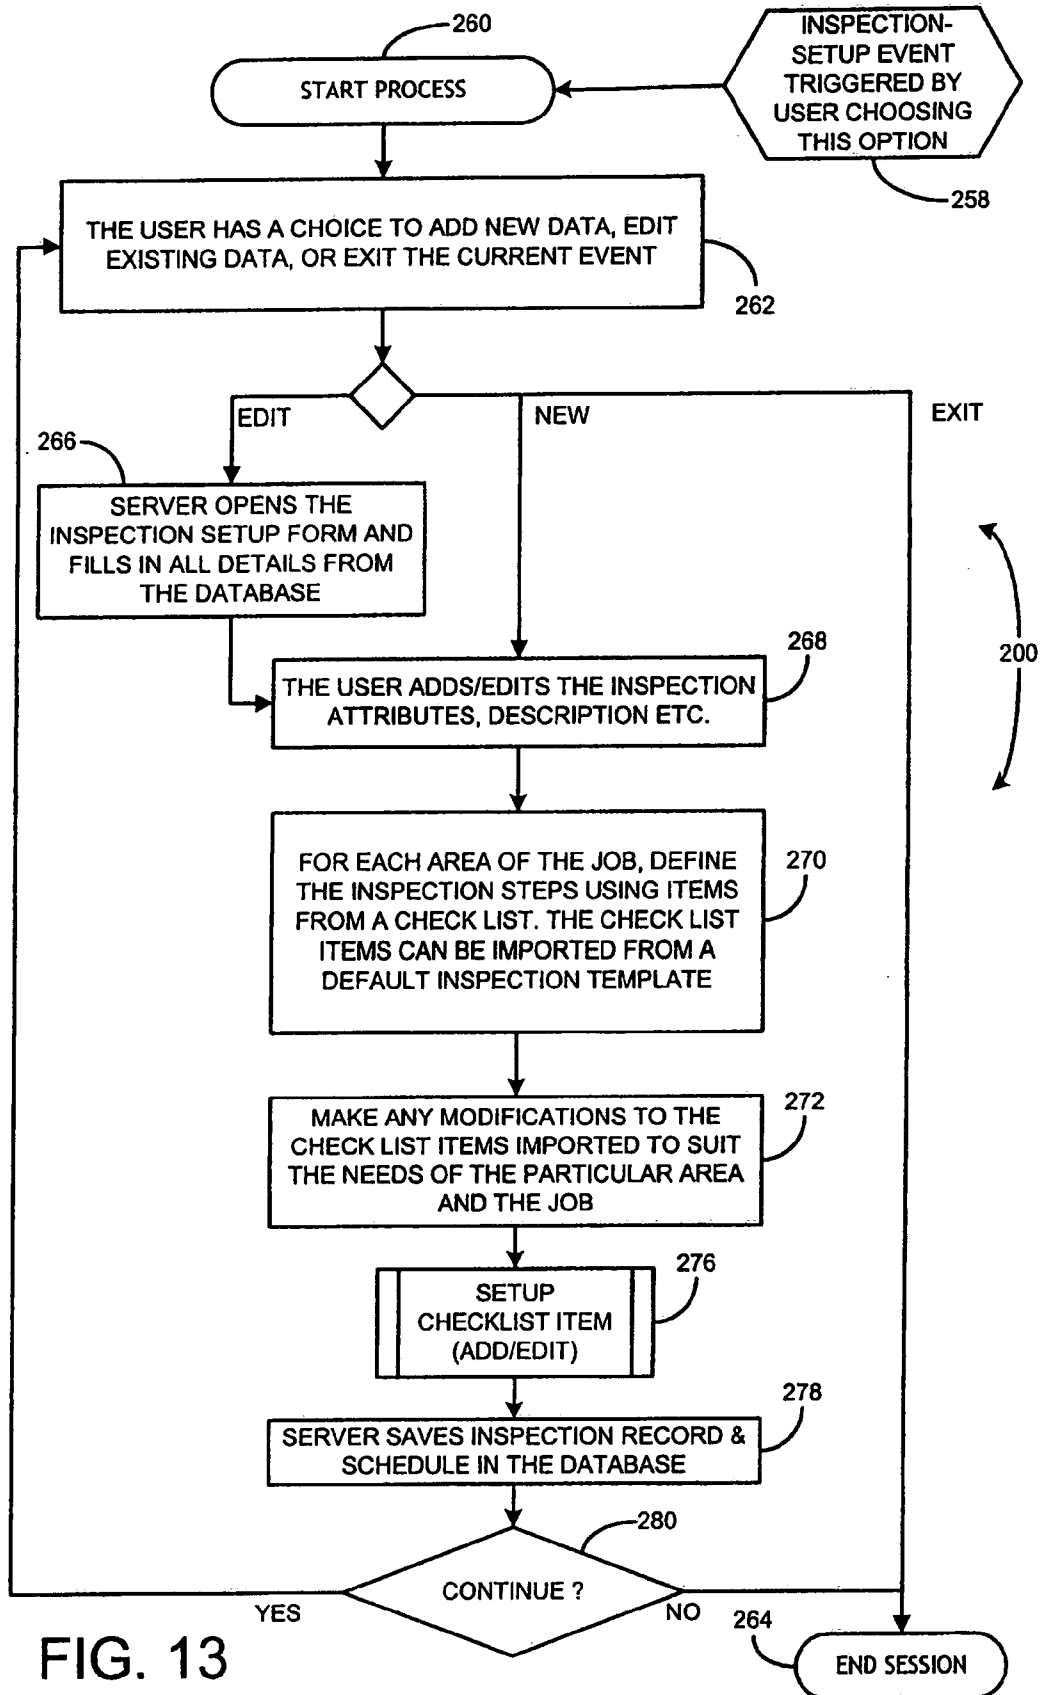 260
START PROCESS
INSPECTION-
SETUP EVENT
TRIGGERED BY
USER CHOOSING
THIS OPTION
258
THE USER HAS A CHOICE TO ADD NEW DATA, EDIT
EXISTING DATA, OR EXIT THE CURRENT EVENT
262
EDIT
NEW
EXIT
266
SERVER OPENS THE
INSPECTION SETUP FORM AND
FILLS IN ALL DETAILS FROM
THE DATABASE
200
268
THE USER ADDS/EDITS THE INSPECTION
ATTRIBUTES, DESCRIPTION ETC.
270
FOR EACH AREA OF THE JOB, DEFINE
THE INSPECTION STEPS USING ITEMS
FROM A CHECK LIST. THE CHECK LIST
ITEMS CAN BE IMPORTED FROM A
DEFAULT INSPECTION TEMPLATE
272
MAKE ANY MODIFICATIONS TO THE
CHECK LIST ITEMS IMPORTED TO SUIT
THE NEEDS OF THE PARTICULAR AREA
AND THE JOB
276
SETUP
CHECKLIST ITEM
(ADD/EDIT)
278
SERVER SAVES INSPECTION RECORD &
SCHEDULE IN THE DATABASE
280
CONTINUE ?
YES
NO
264
END SESSION
FIG. 13